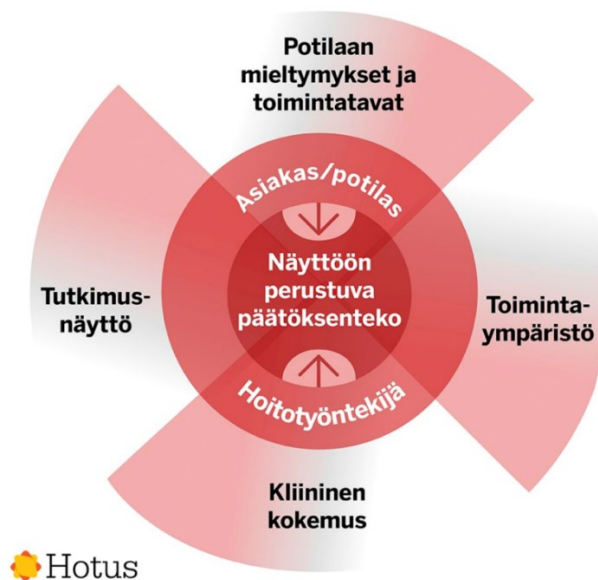 Potilaan
mieltymykset ja
toimintatavat
Asiakas/potilas
Näyttöön
perustuva
päätöksenteko
Tutkimus-
näyttö
Toiminta-
ympäristö
Hoitotyöntekijä
Kliininen
kokemus
Hotus